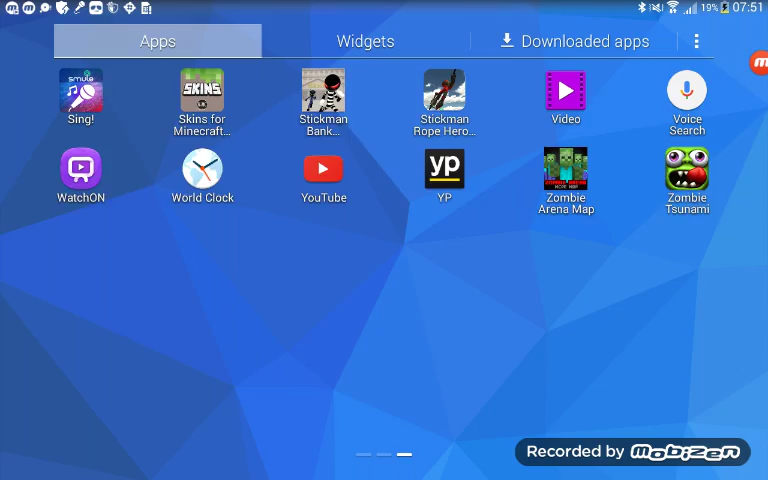 19% 07:51
Apps Widgets Downloaded apps
smule
Sing!
SKINS
Skins for
Minecraft...
Stickman
Bank...
Stickman
Rope Hero...
Video
Voice
Search
WatchON
World Clock
YouTube
yp
YP
Zombie
Arena Map
Zombie
Tsunami
Recorded by Mobizen